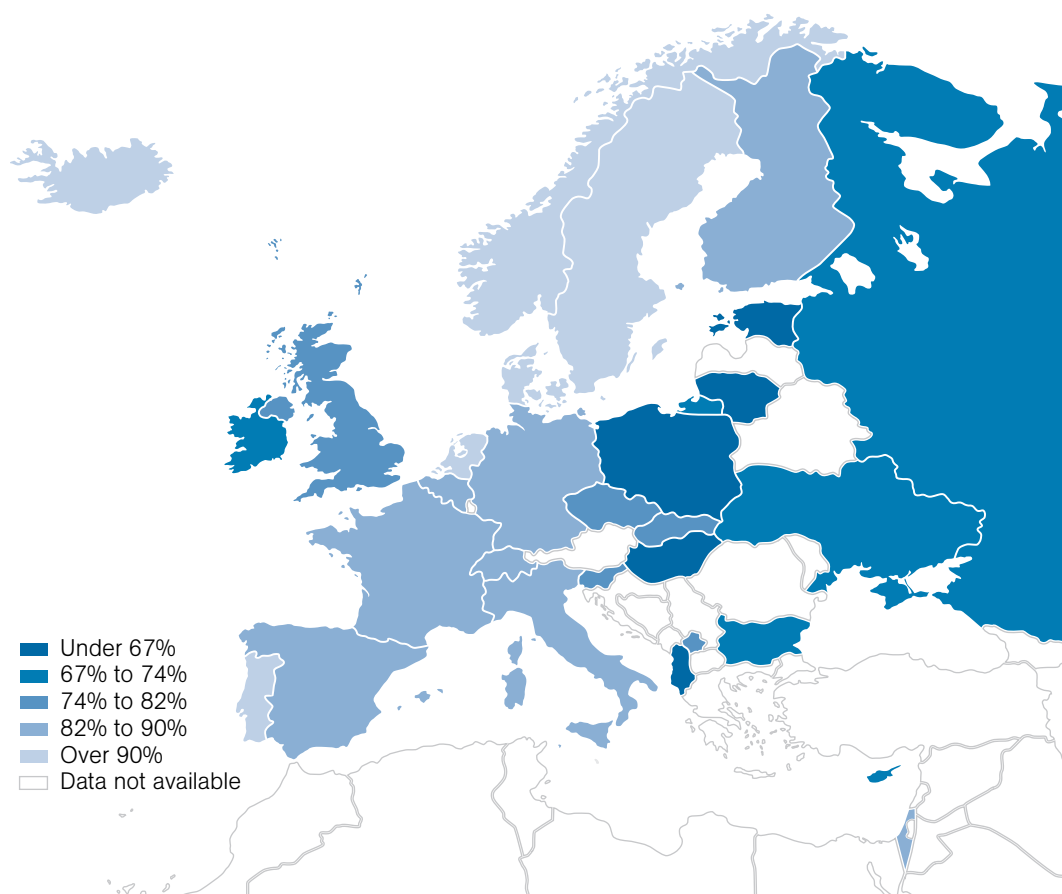 Under 67%
67% to 74%
74% to 82%
82% to 90%
Over 90%
Data not available